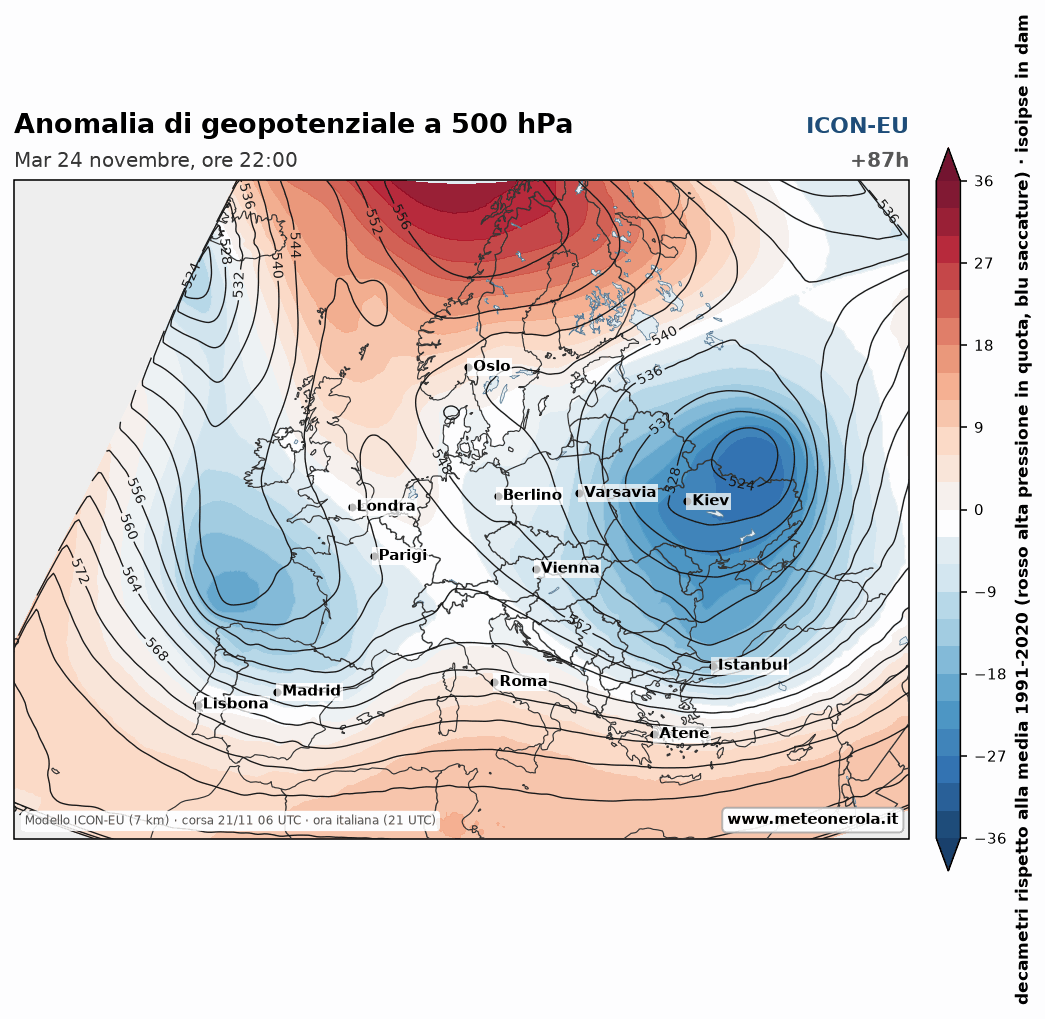 Anomalia di geopotenziale a 500 hPa
ICON-EU
Mar 24 novembre, ore 22:00
+87h
536
552
556
544
528
540
532
524
536
540
536
Oslo
532
548
528
524
556
Berlino
Varsavia
Kiev
Londra
560
Parigi
Vienna
572
564
552
568
Istanbul
Roma
Madrid
Lisbona
Atene
Modello ICON-EU (7 km) · corsa 21/11 06 UTC · ora italiana (21 UTC)
www.meteonerola.it
36
27
18
9
0
−9
−18
−27
−36
decametri rispetto alla media 1991-2020 (rosso alta pressione in quota, blu saccature) · isoipse in dam